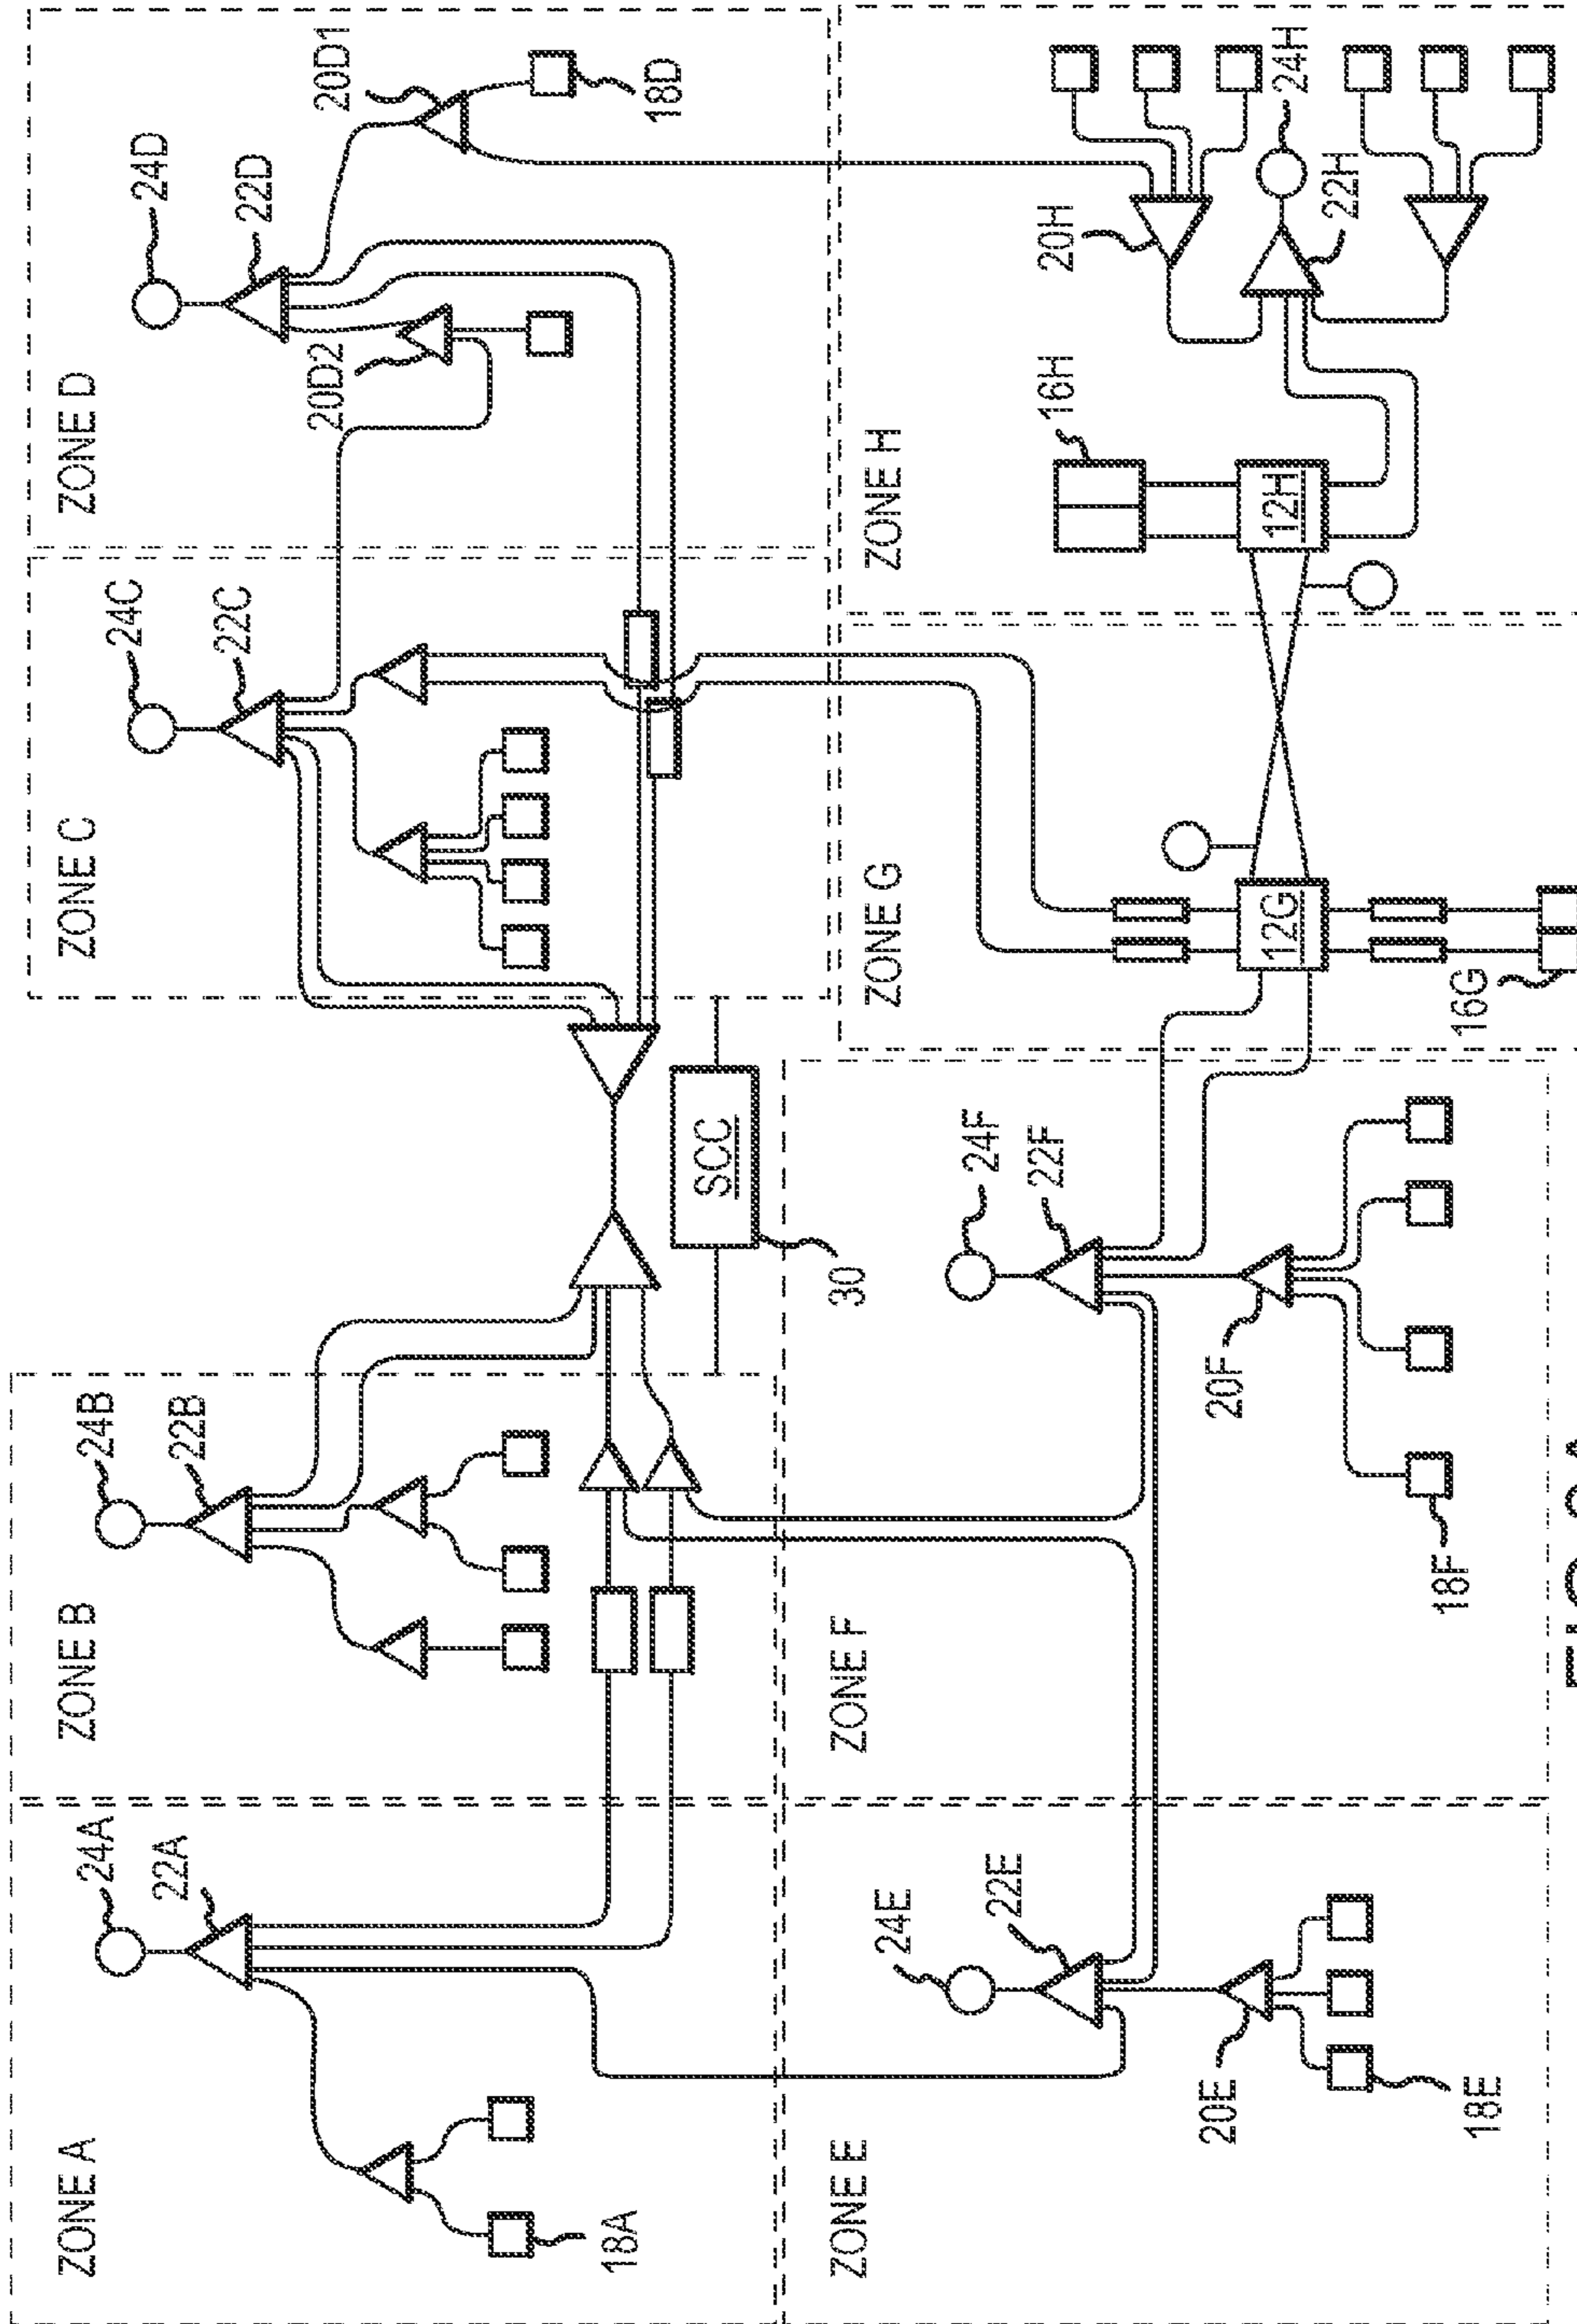 ZONE A
24A
22A
18A
ZONE B
24B
22B
ZONE C
24C
22C
ZONE D
24D
22D
20D1
20D2
18D
SCC
30
ZONE E
24E
22E
20E
18E
ZONE F
24F
22F
20F
18F
ZONE G
12G
16G
ZONE H
16H
12H
20H
24H
22H